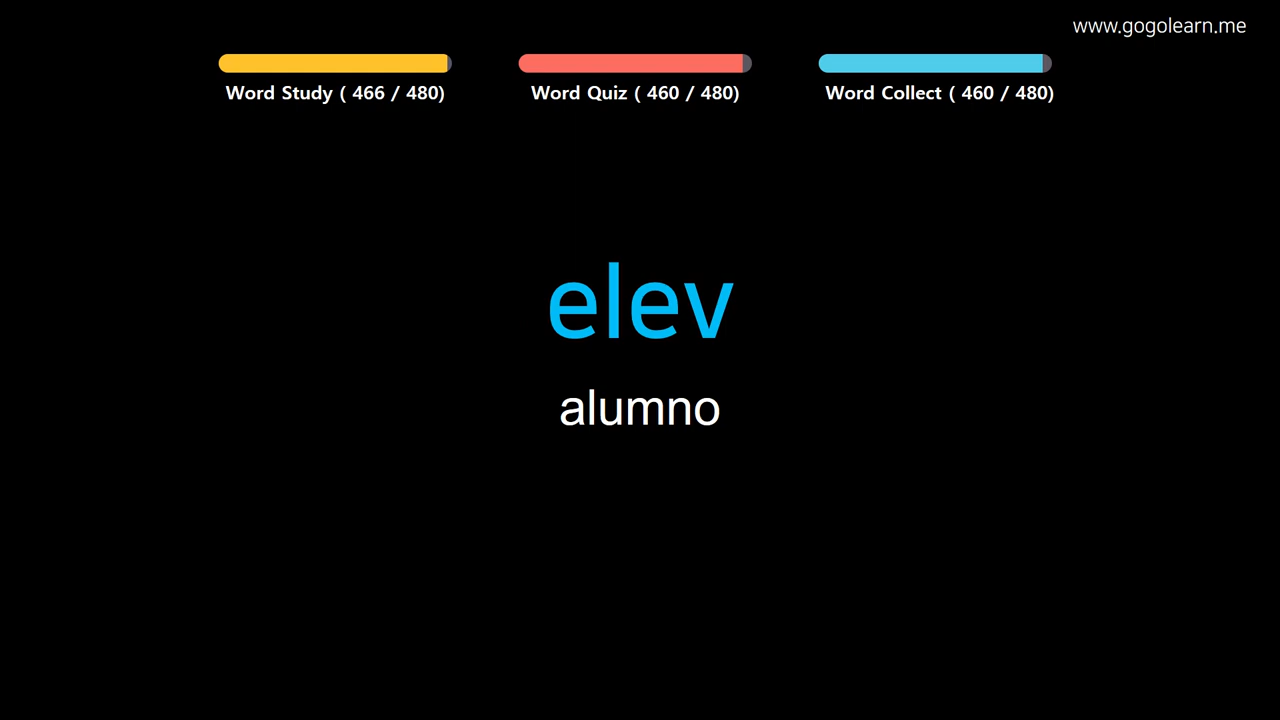 www.gogolearn.me
Word Study ( 466 / 480)
Word Quiz ( 460 / 480)
Word Collect ( 460 / 480)
elev
alumno